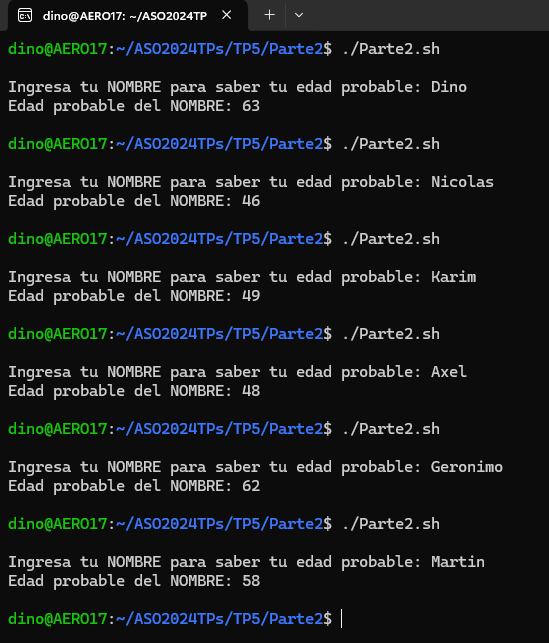 dino@AERO17: ~/ASO2024TP
dino@AERO17:~/ASO2024TPs/TP5/Parte2$ ./Parte2.sh
Ingresa tu NOMBRE para saber tu edad probable: Dino
Edad probable del NOMBRE: 63
dino@AERO17:~/ASO2024TPs/TP5/Parte2$ ./Parte2.sh
Ingresa tu NOMBRE para saber tu edad probable: Nicolas
Edad probable del NOMBRE: 46
dino@AERO17:~/ASO2024TPs/TP5/Parte2$ ./Parte2.sh
Ingresa tu NOMBRE para saber tu edad probable: Karim
Edad probable del NOMBRE: 49
dino@AERO17:~/ASO2024TPs/TP5/Parte2$ ./Parte2.sh
Ingresa tu NOMBRE para saber tu edad probable: Axel
Edad probable del NOMBRE: 48
dino@AERO17:~/ASO2024TPs/TP5/Parte2$ ./Parte2.sh
Ingresa tu NOMBRE para saber tu edad probable: Geronimo
Edad probable del NOMBRE: 62
dino@AERO17:~/ASO2024TPs/TP5/Parte2$ ./Parte2.sh
Ingresa tu NOMBRE para saber tu edad probable: Martin
Edad probable del NOMBRE: 58
dino@AERO17:~/ASO2024TPs/TP5/Parte2$